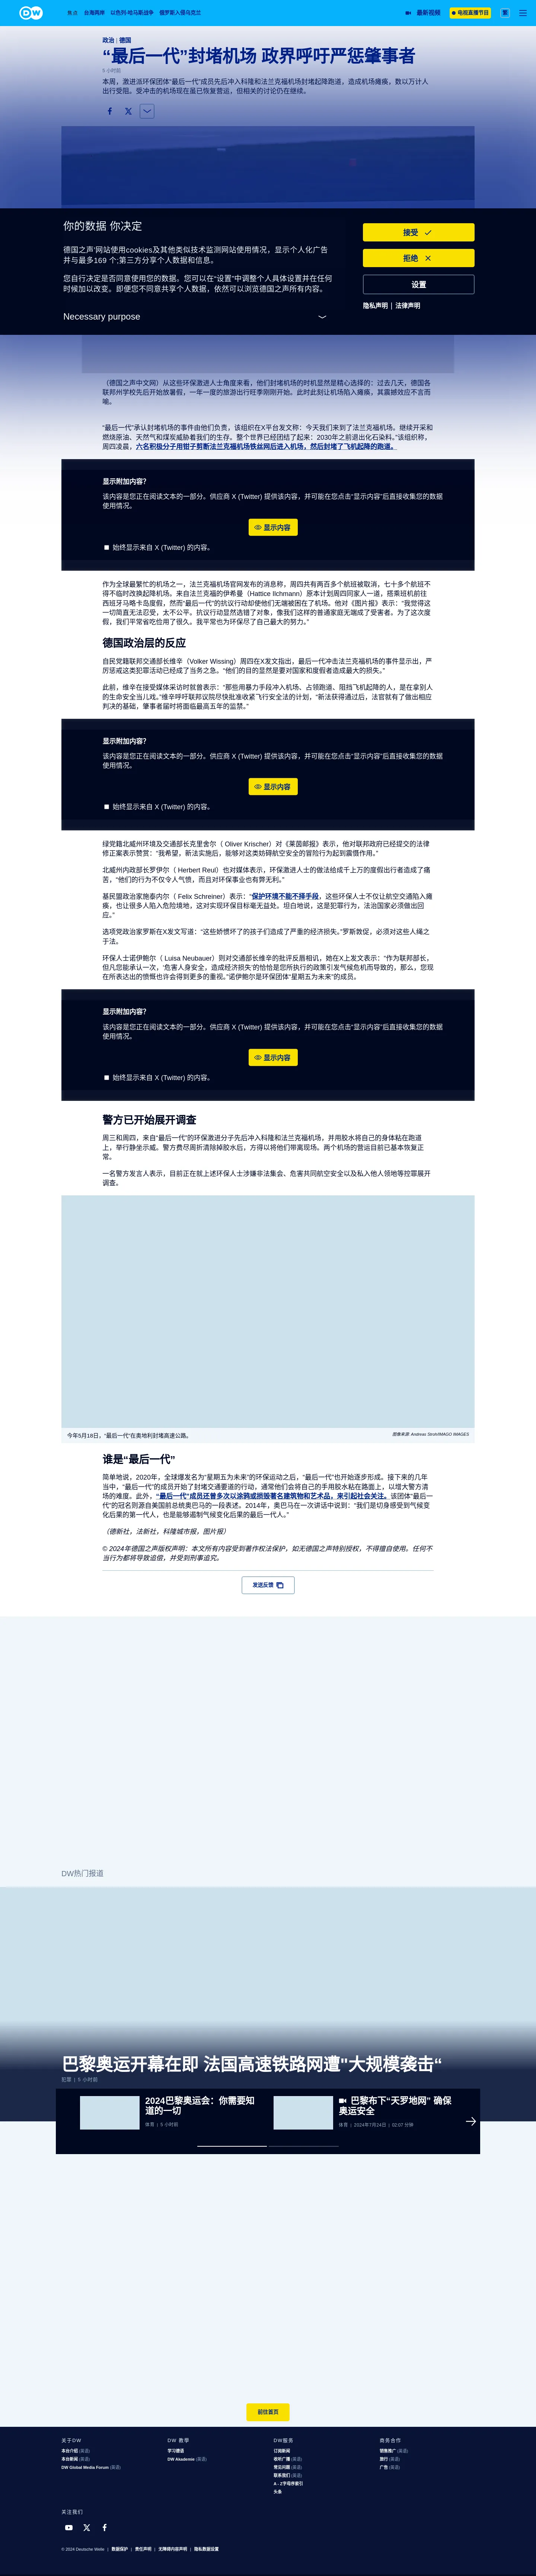 DW
焦点 台海两岸 以色列-哈马斯战争 俄罗斯入侵乌克兰 最新视频 电视直播节目 繁
政治 | 德国
“最后一代”封堵机场 政界呼吁严惩肇事者
5 小时前
本周，激进派环保团体“最后一代”成员先后冲入科隆和法兰克福机场封堵起降跑道，造成机场瘫痪，数以万计人
出行受阻。受冲击的机场现在虽已恢复营运，但相关的讨论仍在继续。
你的数据 你决定
德国之声'网站使用cookies及其他类似技术监测网站使用情况，显示个人化广告
并与最多169 个;第三方分享个人数据和信息。
您自行决定是否同意使用您的数据。您可以在“设置”中调整个人具体设置并在任何
时候加以改变。即便您不同意共享个人数据，依然可以浏览德国之声所有内容。
Necessary purpose
接受
拒绝
设置
隐私声明 | 法律声明
（德国之声中文网）从这些环保激进人士角度来看，他们封堵机场的时机显然是精心选择的：过去几天，德国各
联邦州学校先后开始放暑假，一年一度的旅游出行旺季刚刚开始。此时此刻让机场陷入瘫痪，其震撼效应不言而
喻。
“最后一代”承认封堵机场的事件由他们负责，该组织在X平台发文称：今天我们来到了法兰克福机场。继续开采和
燃烧原油、天然气和煤炭威胁着我们的生存。整个世界已经团结了起来：2030年之前退出化石染料。”该组织称，
周四凌晨，六名积极分子用钳子剪断法兰克福机场铁丝网后进入机场，然后封堵了飞机起降的跑道。
显示附加内容？
该内容是您正在阅读文本的一部分。供应商 X (Twitter) 提供该内容，并可能在您点击“显示内容”后直接收集您的数据
使用情况。
显示内容
始终显示来自 X (Twitter) 的内容。
作为全球最繁忙的机场之一，法兰克福机场官网发布的消息称，周四共有两百多个航班被取消，七十多个航班不
得不临时改换起降机场。来自法兰克福的伊希曼（Hattice Ilchmann）原本计划周四同家人一道，搭乘班机前往
西班牙马略卡岛度假，然而“最后一代”的抗议行动却使他们无端被困在了机场。他对《图片报》表示：“我觉得这
一切简直无法忍受，太不公平。抗议行动显然选错了对象，像我们这样的普通家庭无端成了受害者。为了这次度
假，我们平常省吃俭用了很久。我平常也为环保尽了自己最大的努力。”
德国政治层的反应
自民党籍联邦交通部长维辛（Volker Wissing）周四在X发文指出，最后一代冲击法兰克福机场的事件显示出，严
厉惩戒这类犯罪活动已经成了当务之急。“他们的目的显然是要对国家和度假者造成最大的损失。”
此前，维辛在接受媒体采访时就曾表示：“那些用暴力手段冲入机场、占领跑道、阻挡飞机起降的人，是在拿别人
的生命安全当儿戏。”维辛呼吁联邦议院尽快批准收紧飞行安全法的计划，“新法获得通过后，法官就有了做出相应
判决的基础，肇事者届时将面临最高五年的监禁。”
显示附加内容？
该内容是您正在阅读文本的一部分。供应商 X (Twitter) 提供该内容，并可能在您点击“显示内容”后直接收集您的数据
使用情况。
显示内容
始终显示来自 X (Twitter) 的内容。
绿党籍北威州环境及交通部长克里舍尔（ Oliver Krischer）对《莱茵邮报》表示，他对联邦政府已经提交的法律
修正案表示赞赏：“我希望，新法实施后，能够对这类妨碍航空安全的冒险行为起到震慑作用。”
北威州内政部长罗伊尔（ Herbert Reul）也对媒体表示，环保激进人士的做法给成千上万的度假出行者造成了痛
苦，“他们的行为不仅令人气愤，而且对环保事业也有弊无利。”
基民盟政治家施泰内尔（ Felix Schreiner）表示：“保护环境不能不择手段，这些环保人士不仅让航空交通陷入瘫
痪，也让很多人陷入危险境地，这对实现环保目标毫无益处。坦白地说，这是犯罪行为，法治国家必须做出回
应。”
选项党政治家罗斯在X发文写道：“这些娇惯坏了的孩子们造成了严重的经济损失。”罗斯敦促，必须对这些人绳之
于法。
环保人士诺伊鲍尔（ Luisa Neubauer）则对交通部长维辛的批评反唇相讥，她在X上发文表示：“作为联邦部长，
但凡您能承认一次，‘危害人身安全，造成经济损失’的恰恰是您所执行的政策引发气候危机而导致的，那么，您现
在所表达出的愤慨也许会得到更多的重视。”诺伊鲍尔是环保团体“星期五为未来”的成员。
显示附加内容？
该内容是您正在阅读文本的一部分。供应商 X (Twitter) 提供该内容，并可能在您点击“显示内容”后直接收集您的数据
使用情况。
显示内容
始终显示来自 X (Twitter) 的内容。
警方已开始展开调查
周三和周四，来自“最后一代”的环保激进分子先后冲入科隆和法兰克福机场，并用胶水将自己的身体粘在跑道
上，举行静坐示威。警方费尽周折清除掉胶水后，方得以将他们带离现场。两个机场的营运目前已基本恢复正
常。
一名警方发言人表示，目前正在就上述环保人士涉嫌非法集会、危害共同航空安全以及私入他人领地等控罪展开
调查。
今年5月18日，“最后一代”在奥地利封堵高速公路。
图像来源: Andreas Stroh/IMAGO IMAGES
谁是“最后一代”
简单地说，2020年，全球爆发名为“星期五为未来”的环保运动之后，“最后一代”也开始逐步形成。接下来的几年
当中，“最后一代”的成员开始了封堵交通要道的行动，通常他们会将自己的手用胶水粘在路面上，以增大警方清
场的难度。此外，“最后一代”成员还曾多次以涂鸦或损毁著名建筑物和艺术品，来引起社会关注。该团体“最后一
代”的冠名则源自美国前总统奥巴马的一段表述。2014年，奥巴马在一次讲话中说到：“我们是切身感受到气候变
化后果的第一代人，也是能够遏制气候变化后果的最后一代人。”
（德新社，法新社，科隆城市报，图片报）
© 2024年德国之声版权声明：本文所有内容受到著作权法保护，如无德国之声特别授权，不得擅自使用。任何不
当行为都将导致追偿，并受到刑事追究。
发送反馈
DW热门报道
巴黎奥运开幕在即 法国高速铁路网遭"大规模袭击“
犯罪 | 5 小时前
2024巴黎奥运会：你需要知
道的一切
体育 | 5 小时前
巴黎布下“天罗地网” 确保
奥运安全
体育 | 2024年7月24日 | 02:07 分钟
前往首页
关于DW
本台介绍 (英语)
本台新闻 (英语)
DW Global Media Forum (英语)
DW 教学
学习德语
DW Akademie (英语)
DW服务
订阅新闻
收听广播 (英语)
常见问题 (英语)
联系我们 (英语)
A - Z字母序索引
头条
商务合作
销售推广 (英语)
旅行 (英语)
广告 (英语)
关注我们
© 2024 Deutsche Welle | 数据保护 | 责任声明 | 无障碍内容声明 | 隐私数据设置